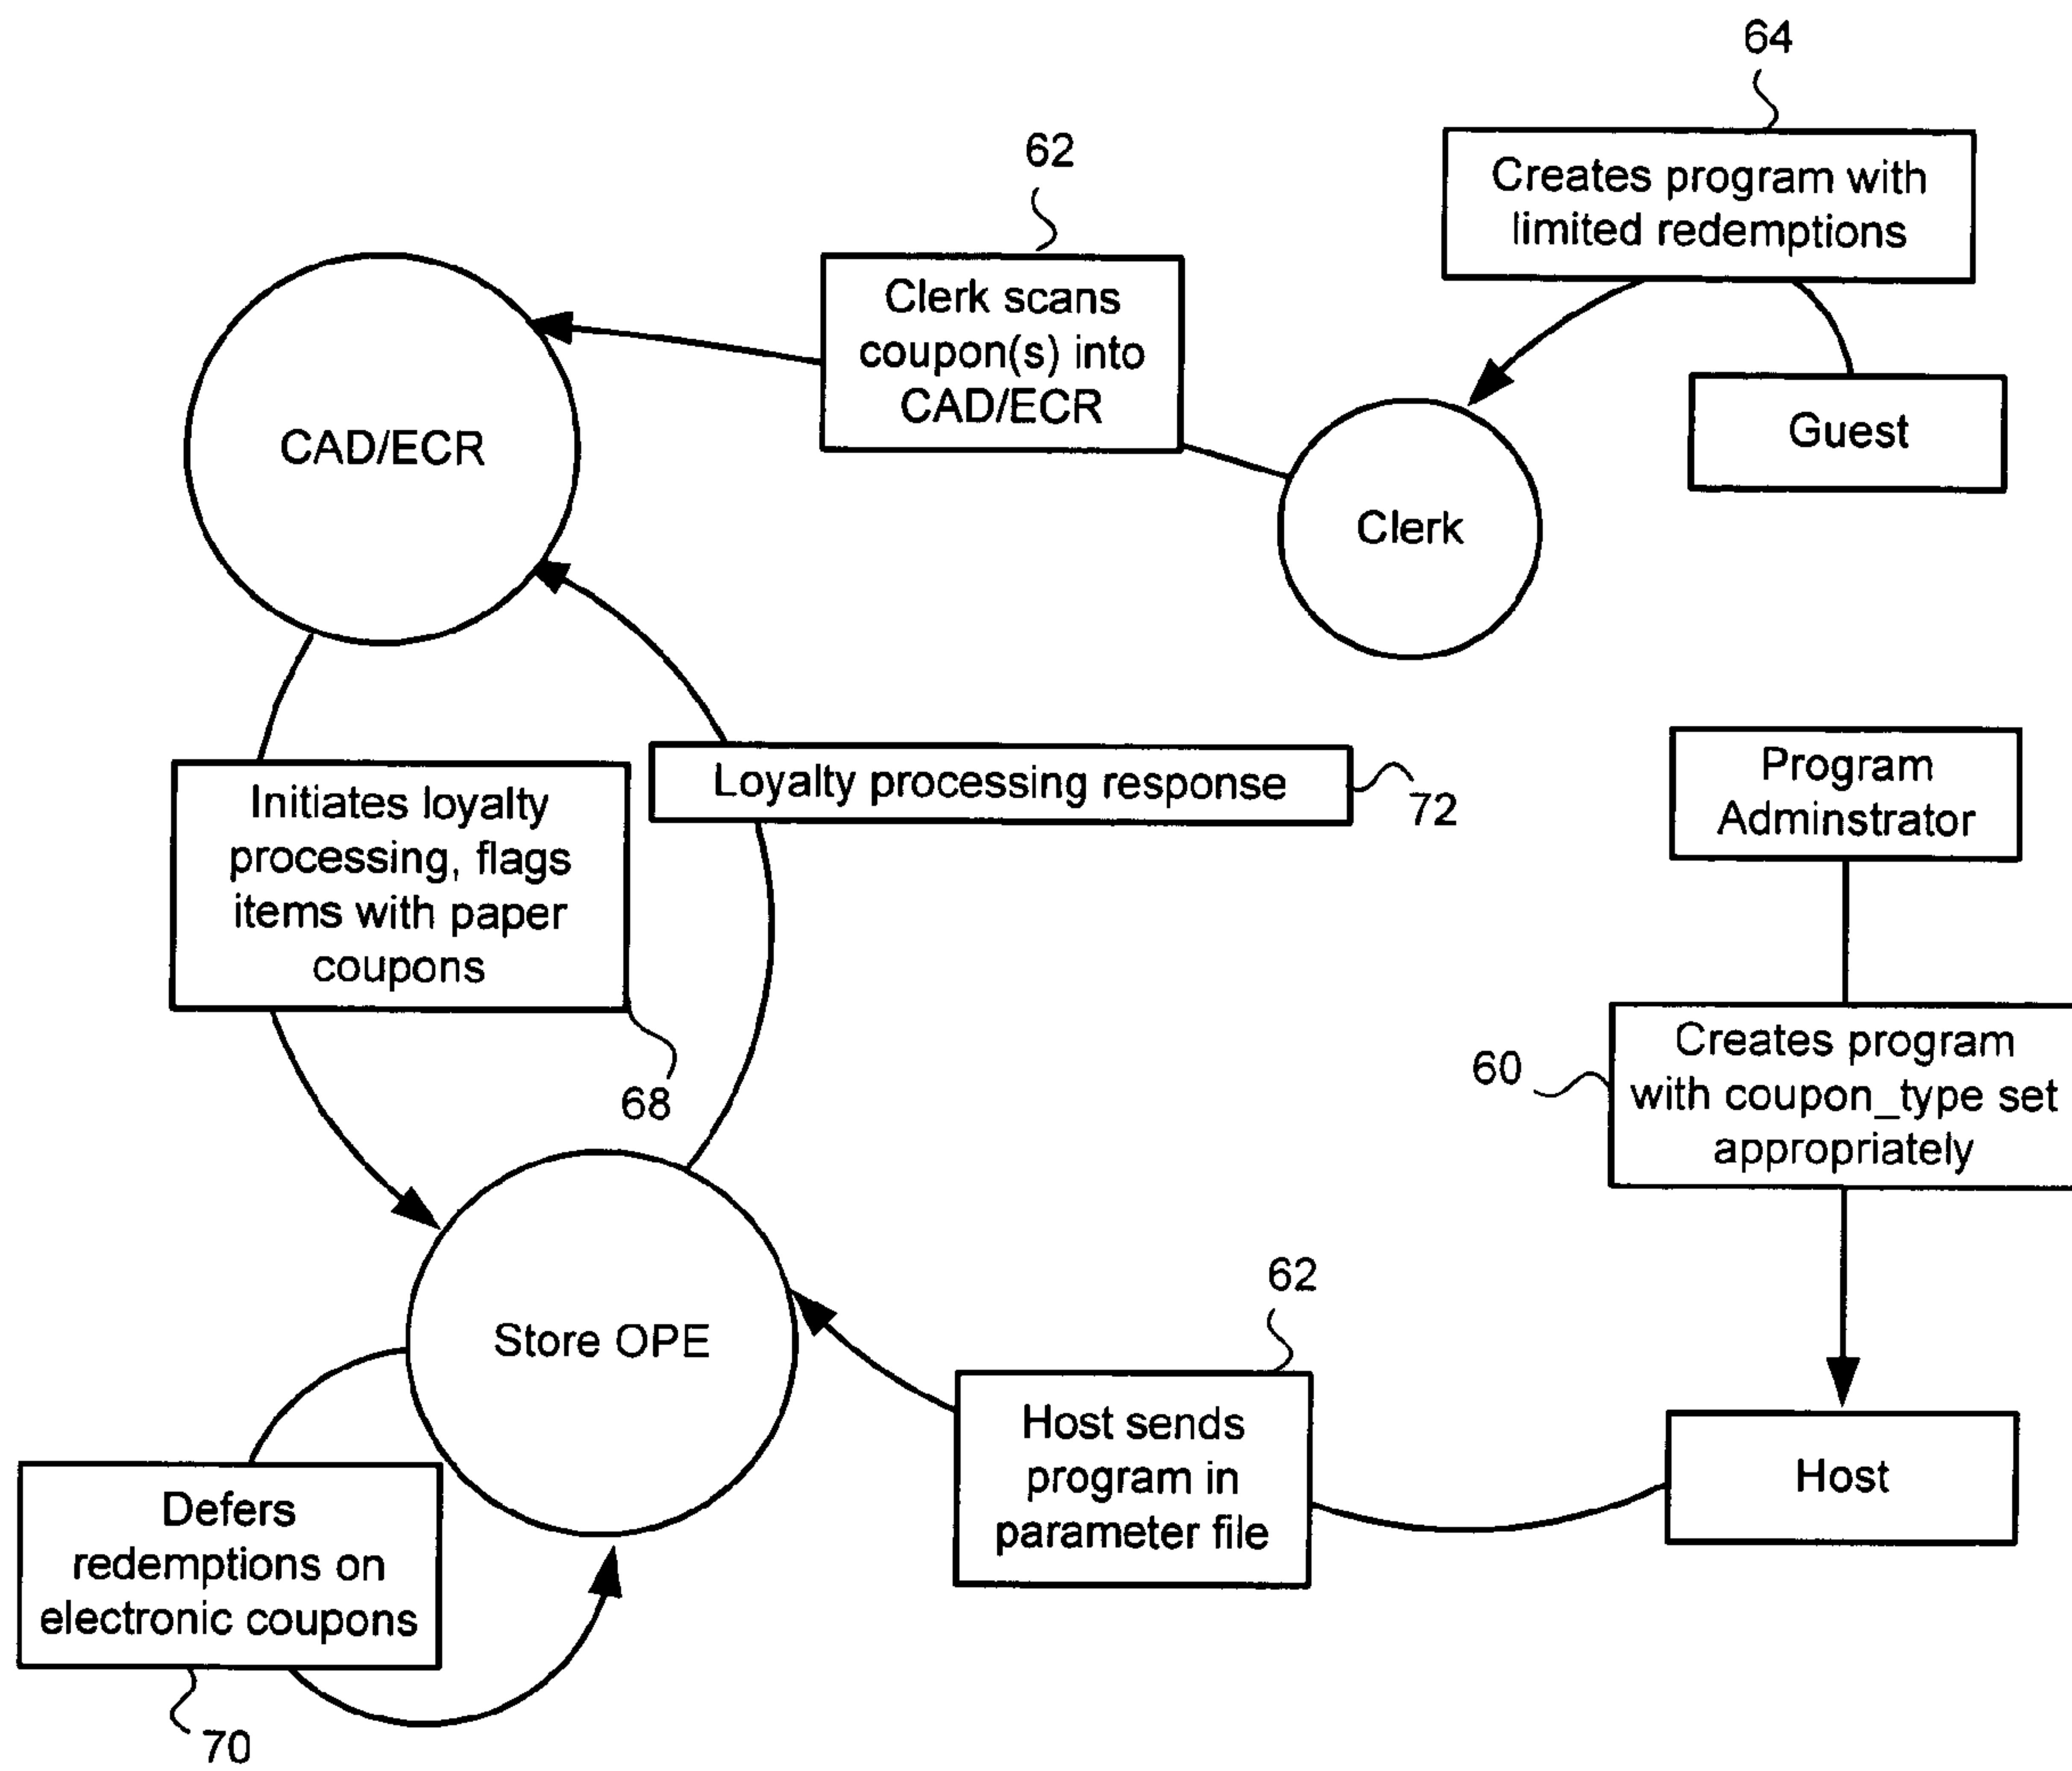 64
Creates program with
limited redemptions
62
Clerk scans
coupon(s) into
CAD/ECR
CAD/ECR
Guest
Clerk
Loyalty processing response
72
Initiates loyalty
processing, flags
items with paper
coupons
68
Program
Adminstrator
60
Creates program
with coupon_type set
appropriately
62
Store OPE
Host sends
program in
parameter file
Host
Defers
redemptions on
electronic coupons
70